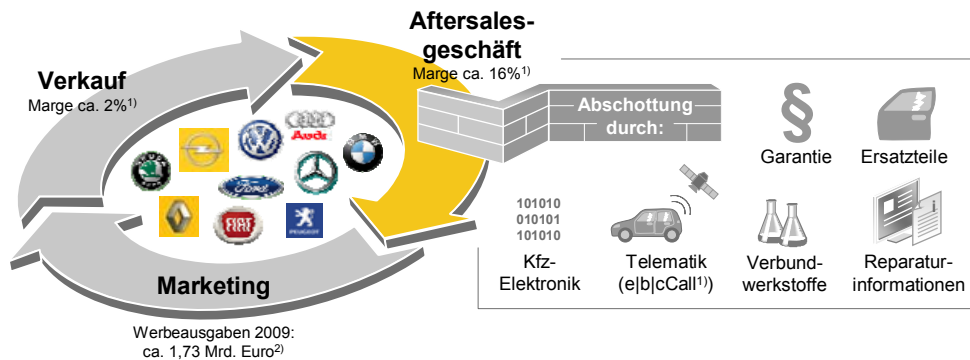 Aftersales-
geschäft
Marge ca. 16%1)
Verkauf
Marge ca. 2%1)
Audi
Ford
FIAT
PEUGEOT
Marketing
Werbeausgaben 2009:
ca. 1,73 Mrd. Euro2)
Abschottung
durch:
§
Garantie
Ersatzteile
101010
010101
101010
Kfz-
Elektronik
Telematik
(e|b|cCall1))
Verbund-
werkstoffe
Reparatur-
informationen